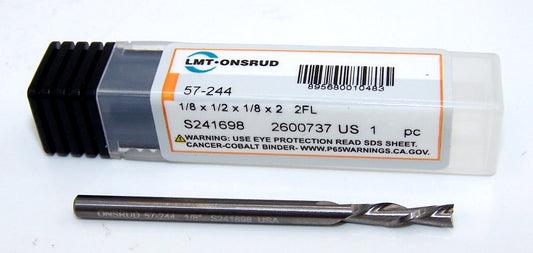 LMT•ONSRUD
895680010483
57-244
1/8 x 1/2 x 1/8 x 2 2FL
S241698 2600737 US 1 pc
WARNING: USE EYE PROTECTION READ SDS SHEET.
CANCER-COBALT BINDER- WWW.P65WARNINGS.CA.GOV.
ONSRUD 57-244 1/8" S241698 USA